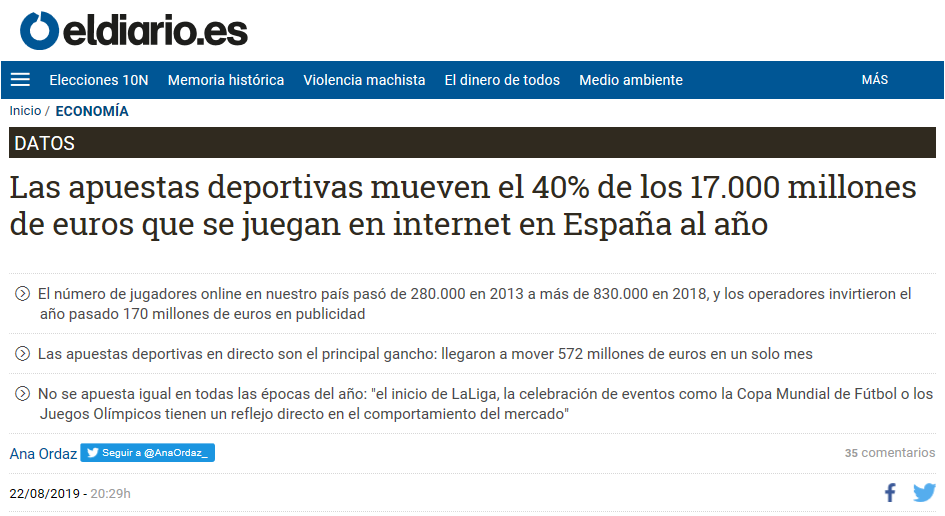 eldiario.es
Elecciones 10N Memoria histórica Violencia machista El dinero de todos Medio ambiente MÁS
Inicio / ECONOMÍA
DATOS
Las apuestas deportivas mueven el 40% de los 17.000 millones
de euros que se juegan en internet en España al año
El número de jugadores online en nuestro país pasó de 280.000 en 2013 a más de 830.000 en 2018, y los operadores invirtieron el
año pasado 170 millones de euros en publicidad
Las apuestas deportivas en directo son el principal gancho: llegaron a mover 572 millones de euros en un solo mes
No se apuesta igual en todas las épocas del año: "el inicio de LaLiga, la celebración de eventos como la Copa Mundial de Fútbol o los
Juegos Olímpicos tienen un reflejo directo en el comportamiento del mercado"
Ana Ordaz Seguir a @AnaOrdaz_ 35 comentarios
22/08/2019 - 20:29h